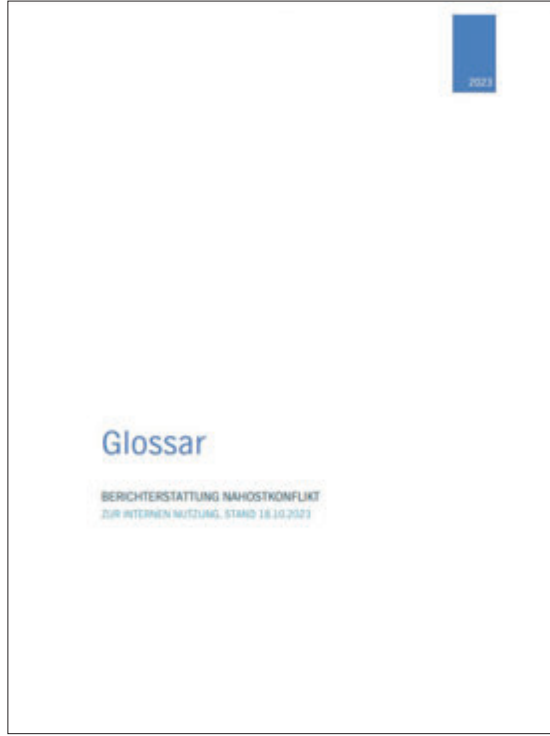 2023
Glossar
BERICHTERSTATTUNG NAHOSTKONFLIKT
ZUR INTERNEN NUTZUNG, STAND 18.10.2023